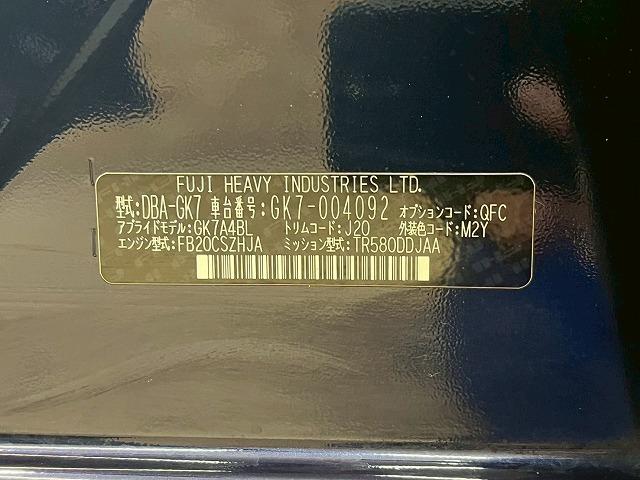 FUJI HEAVY INDUSTRIES LTD.
型式:DBA-GK7 車台番号:GK7-004092 オプションコード:QFC
アプライドモデル:GK7A4BL トリムコード:J20 外装色コード:M2Y
エンジン型式:FB20CSZHJA ミッション型式:TR580DDJAA